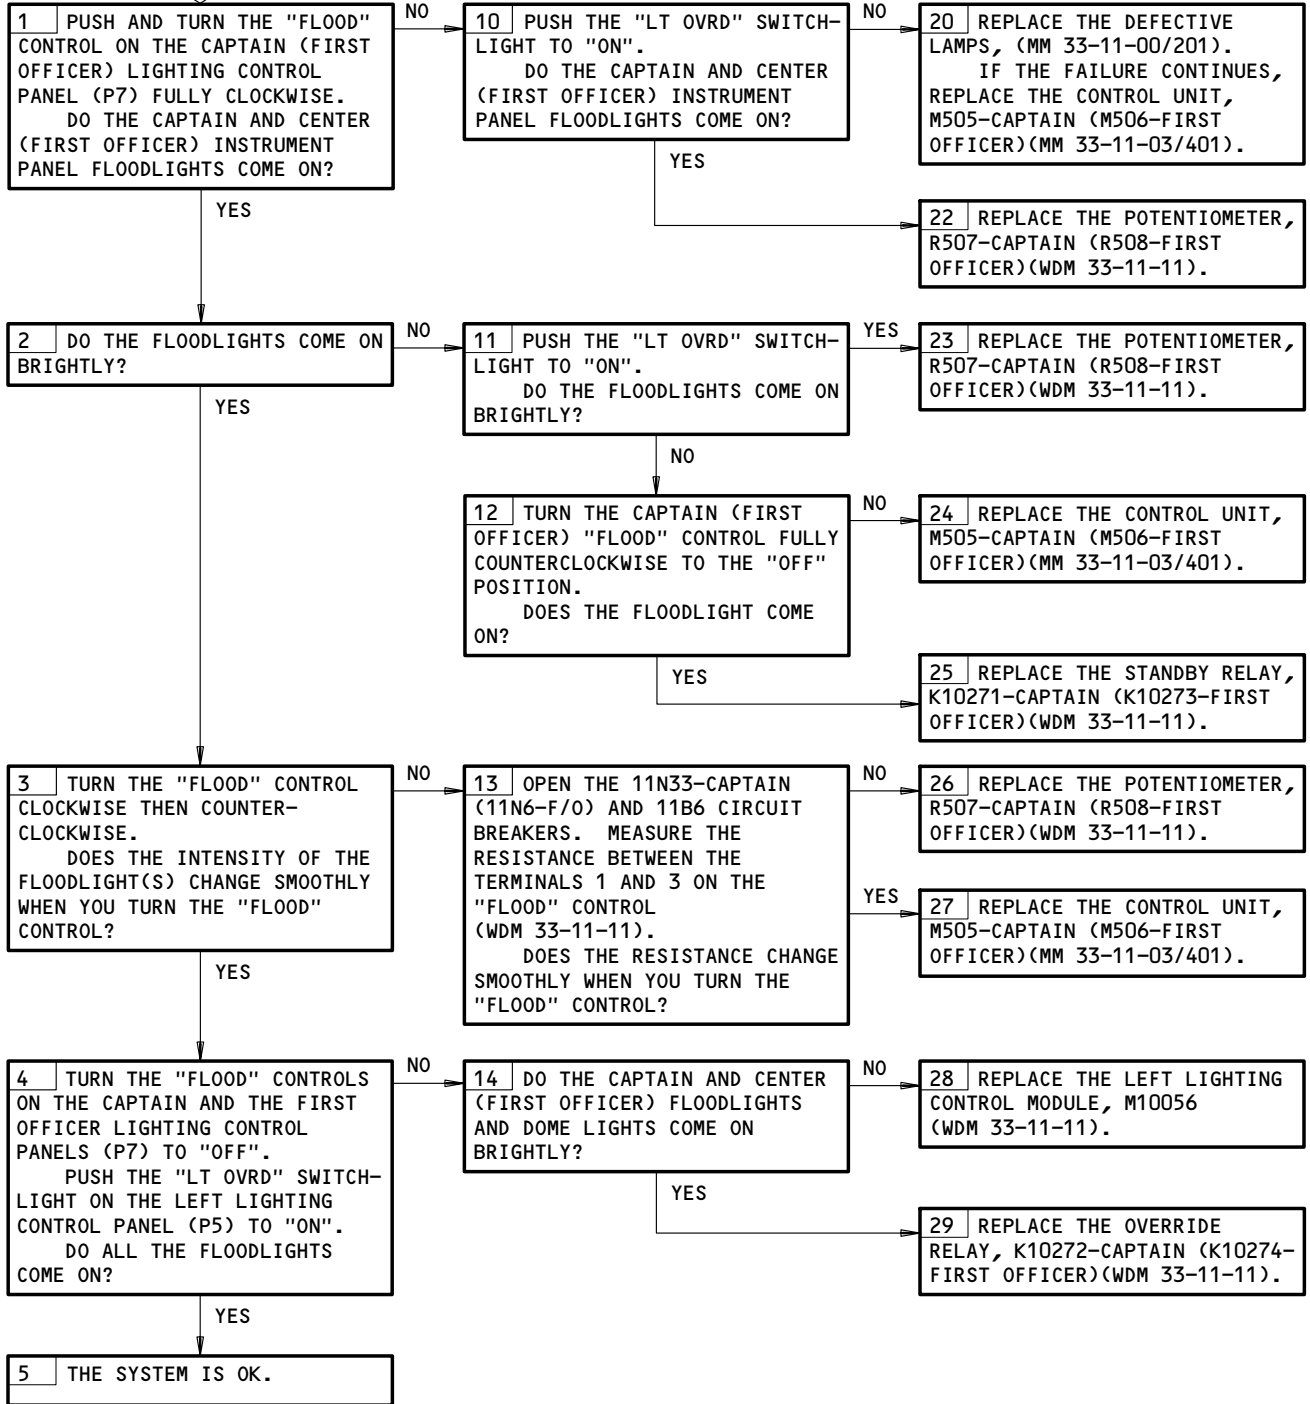 1 PUSH AND TURN THE "FLOOD"
CONTROL ON THE CAPTAIN (FIRST
OFFICER) LIGHTING CONTROL
PANEL (P7) FULLY CLOCKWISE.
DO THE CAPTAIN AND CENTER
(FIRST OFFICER) INSTRUMENT
PANEL FLOODLIGHTS COME ON?
NO
YES
10 PUSH THE "LT OVRD" SWITCH-
LIGHT TO "ON".
DO THE CAPTAIN AND CENTER
(FIRST OFFICER) INSTRUMENT
PANEL FLOODLIGHTS COME ON?
NO
YES
20 REPLACE THE DEFECTIVE
LAMPS, (MM 33-11-00/201).
IF THE FAILURE CONTINUES,
REPLACE THE CONTROL UNIT,
M505-CAPTAIN (M506-FIRST
OFFICER)(MM 33-11-03/401).
22 REPLACE THE POTENTIOMETER,
R507-CAPTAIN (R508-FIRST
OFFICER)(WDM 33-11-11).
2 DO THE FLOODLIGHTS COME ON
BRIGHTLY?
NO
YES
11 PUSH THE "LT OVRD" SWITCH-
LIGHT TO "ON".
DO THE FLOODLIGHTS COME ON
BRIGHTLY?
YES
NO
23 REPLACE THE POTENTIOMETER,
R507-CAPTAIN (R508-FIRST
OFFICER)(WDM 33-11-11).
12 TURN THE CAPTAIN (FIRST
OFFICER) "FLOOD" CONTROL FULLY
COUNTERCLOCKWISE TO THE "OFF"
POSITION.
DOES THE FLOODLIGHT COME
ON?
NO
YES
24 REPLACE THE CONTROL UNIT,
M505-CAPTAIN (M506-FIRST
OFFICER)(MM 33-11-03/401).
25 REPLACE THE STANDBY RELAY,
K10271-CAPTAIN (K10273-FIRST
OFFICER)(WDM 33-11-11).
3 TURN THE "FLOOD" CONTROL
CLOCKWISE THEN COUNTER-
CLOCKWISE.
DOES THE INTENSITY OF THE
FLOODLIGHT(S) CHANGE SMOOTHLY
WHEN YOU TURN THE "FLOOD"
CONTROL?
NO
YES
13 OPEN THE 11N33-CAPTAIN
(11N6-F/O) AND 11B6 CIRCUIT
BREAKERS. MEASURE THE
RESISTANCE BETWEEN THE
TERMINALS 1 AND 3 ON THE
"FLOOD" CONTROL
(WDM 33-11-11).
DOES THE RESISTANCE CHANGE
SMOOTHLY WHEN YOU TURN THE
"FLOOD" CONTROL?
NO
YES
26 REPLACE THE POTENTIOMETER,
R507-CAPTAIN (R508-FIRST
OFFICER)(WDM 33-11-11).
27 REPLACE THE CONTROL UNIT,
M505-CAPTAIN (M506-FIRST
OFFICER)(MM 33-11-03/401).
4 TURN THE "FLOOD" CONTROLS
ON THE CAPTAIN AND THE FIRST
OFFICER LIGHTING CONTROL
PANELS (P7) TO "OFF".
PUSH THE "LT OVRD" SWITCH-
LIGHT ON THE LEFT LIGHTING
CONTROL PANEL (P5) TO "ON".
DO ALL THE FLOODLIGHTS
COME ON?
NO
YES
14 DO THE CAPTAIN AND CENTER
(FIRST OFFICER) FLOODLIGHTS
AND DOME LIGHTS COME ON
BRIGHTLY?
NO
YES
28 REPLACE THE LEFT LIGHTING
CONTROL MODULE, M10056
(WDM 33-11-11).
29 REPLACE THE OVERRIDE
RELAY, K10272-CAPTAIN (K10274-
FIRST OFFICER)(WDM 33-11-11).
5 THE SYSTEM IS OK.